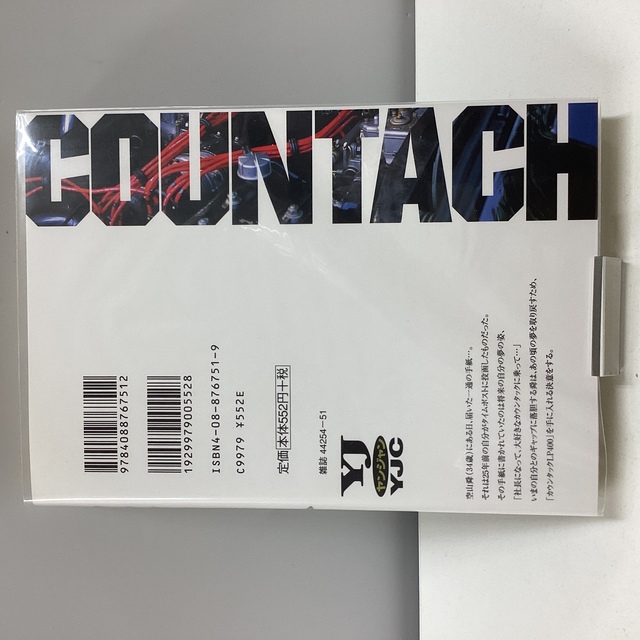 COUNTACH
9784088767512
1929979005528
ISBN4-08-876751-9
C9979 ¥552E
定価 本体552円+税
雑誌 44254-51
YJ
ヤンジャン
YJC
空山舜(34歳)にある日、届いた一通の手紙…。
それは25年前の自分がタイムポストに投函したものだった。
その手紙に書かれていたのは将来の自分の夢の姿、
「社長になって、大好きなカウンタックに乗って…」
いまの自分とのギャップに落胆する舜は、あの頃の夢を取り戻すため、
「カウンタックLP400」を手に入れる決意をする。